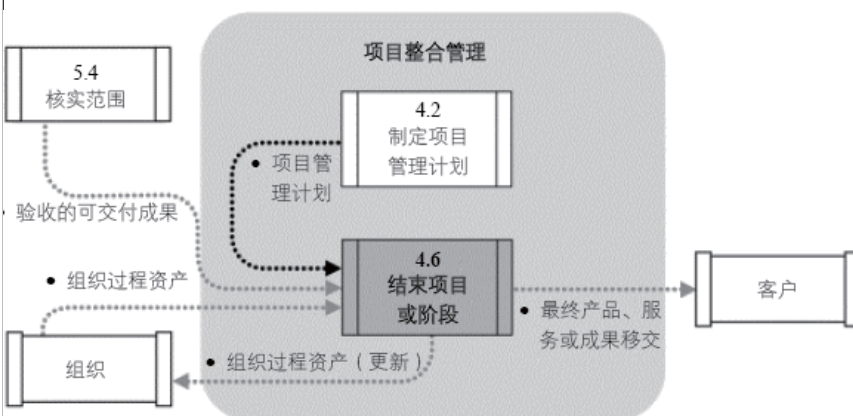 项目整合管理
5.4
核实范围
4.2
制定项目
管理计划
• 项目管
理计划
• 验收的可交付成果
4.6
结束项目
或阶段
• 组织过程资产
客户
• 最终产品、服
务或成果移交
组织
• 组织过程资产（更新）